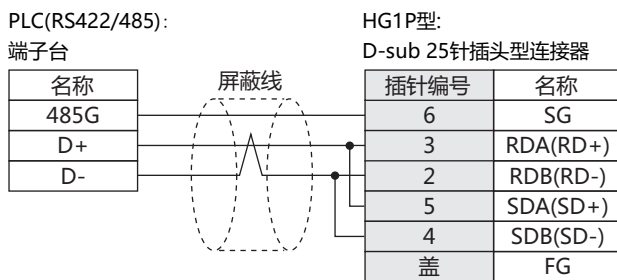 PLC(RS422/485):
端子台
名称
485G
D+
D-
屏蔽线
HG1P型:
D-sub 25针插头型连接器
插针编号 名称
6 SG
3 RDA(RD+)
2 RDB(RD-)
5 SDA(SD+)
4 SDB(SD-)
盖 FG